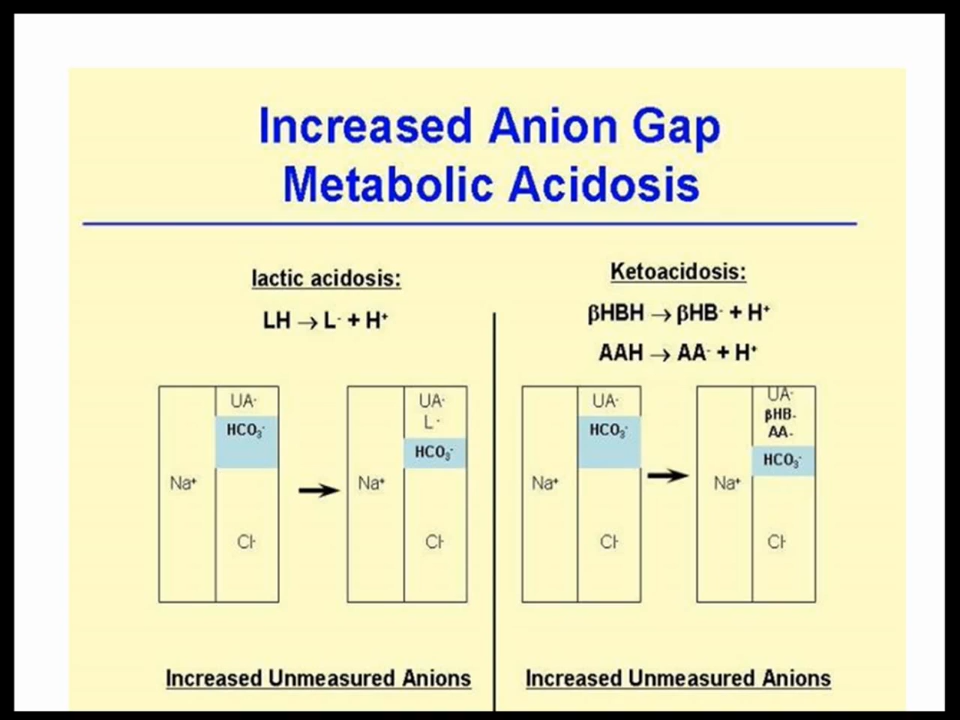 Increased Anion Gap
Metabolic Acidosis
lactic acidosis:
LH → L⁻ + H⁺
UA⁻
HCO₃⁻
Na⁺
Cl⁻
UA⁻
L⁻
HCO₃⁻
Na⁺
Cl⁻
Increased Unmeasured Anions
Ketoacidosis:
βHBH → βHB⁻ + H⁺
AAH → AA⁻ + H⁺
UA⁻
HCO₃⁻
Na⁺
Cl⁻
UA⁻
βHB-
AA-
HCO₃⁻
Na⁺
Cl⁻
Increased Unmeasured Anions